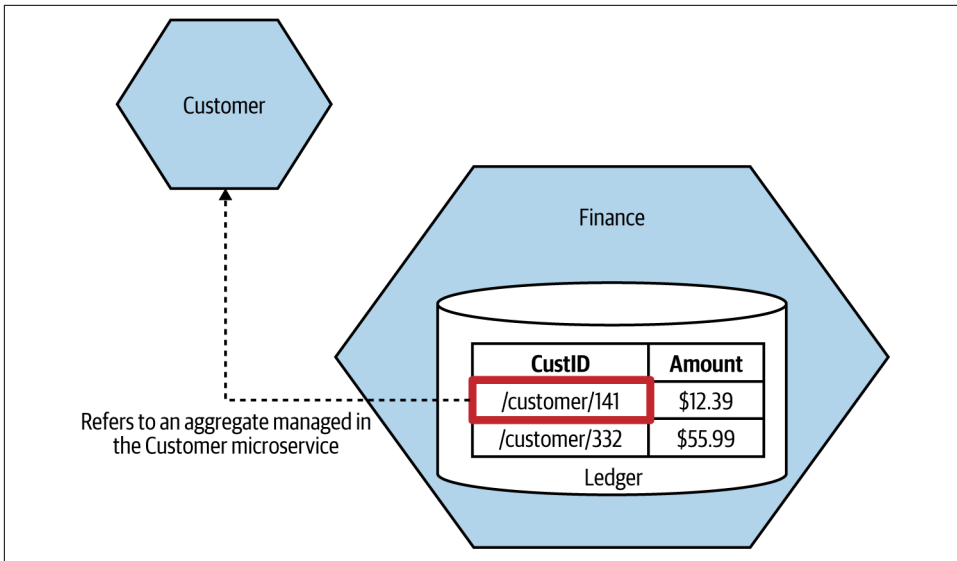 Customer
Finance
CustID Amount
/customer/141 $12.39
/customer/332 $55.99
Ledger
Refers to an aggregate managed in
the Customer microservice